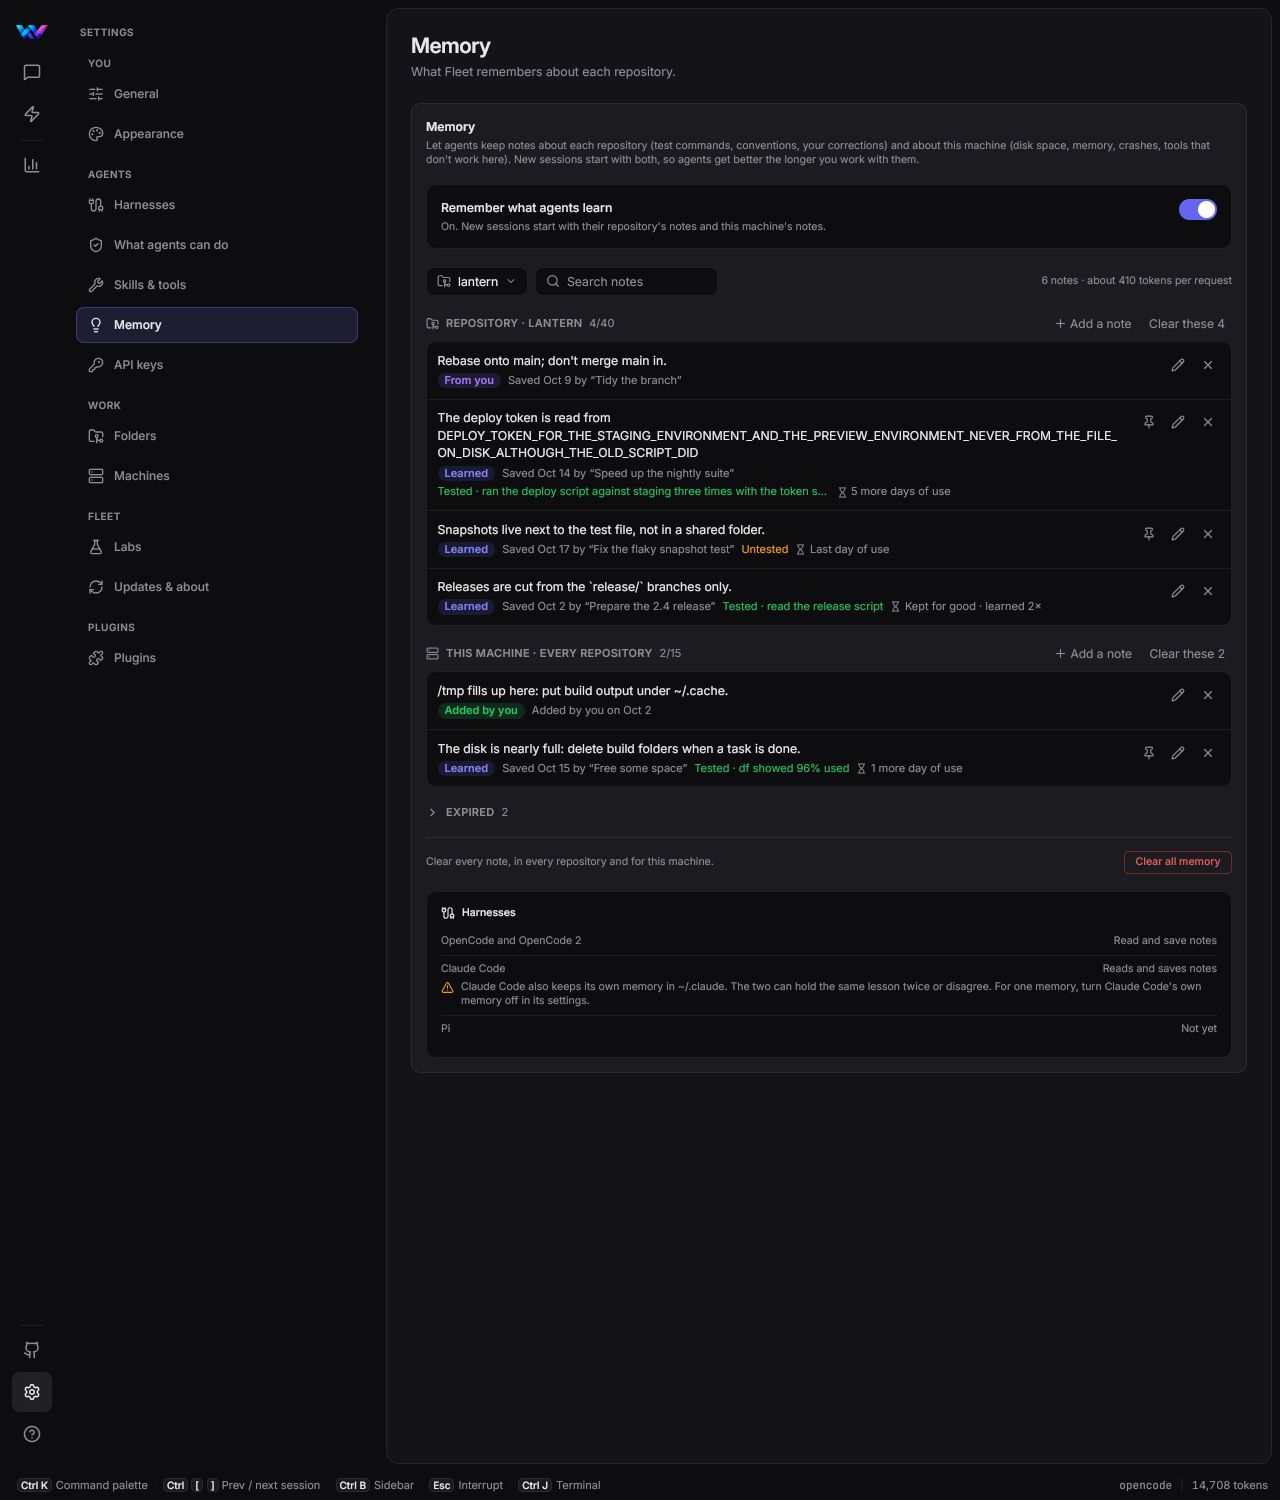 SETTINGS
YOU
General
Appearance
AGENTS
Harnesses
What agents can do
Skills & tools
Memory
API keys
WORK
Folders
Machines
FLEET
Labs
Updates & about
PLUGINS
Plugins
Memory
What Fleet remembers about each repository.
Memory
Let agents keep notes about each repository (test commands, conventions, your corrections) and about this machine (disk space, memory, crashes, tools that
don't work here). New sessions start with both, so agents get better the longer you work with them.
Remember what agents learn
On. New sessions start with their repository's notes and this machine's notes.
lantern
Search notes
6 notes · about 410 tokens per request
REPOSITORY · LANTERN 4/40
Add a note
Clear these 4
Rebase onto main; don't merge main in.
From you Saved Oct 9 by “Tidy the branch”
The deploy token is read from
DEPLOY_TOKEN_FOR_THE_STAGING_ENVIRONMENT_AND_THE_PREVIEW_ENVIRONMENT_NEVER_FROM_THE_FILE_
ON_DISK_ALTHOUGH_THE_OLD_SCRIPT_DID
Learned Saved Oct 14 by “Speed up the nightly suite”
Tested · ran the deploy script against staging three times with the token s... 5 more days of use
Snapshots live next to the test file, not in a shared folder.
Learned Saved Oct 17 by “Fix the flaky snapshot test” Untested Last day of use
Releases are cut from the `release/` branches only.
Learned Saved Oct 2 by “Prepare the 2.4 release” Tested · read the release script Kept for good · learned 2×
THIS MACHINE · EVERY REPOSITORY 2/15
Add a note
Clear these 2
/tmp fills up here: put build output under ~/.cache.
Added by you Added by you on Oct 2
The disk is nearly full: delete build folders when a task is done.
Learned Saved Oct 15 by “Free some space” Tested · df showed 96% used 1 more day of use
EXPIRED 2
Clear every note, in every repository and for this machine.
Clear all memory
Harnesses
OpenCode and OpenCode 2 Read and save notes
Claude Code Reads and saves notes
Claude Code also keeps its own memory in ~/.claude. The two can hold the same lesson twice or disagree. For one memory, turn Claude Code's own
memory off in its settings.
Pi Not yet
Ctrl K Command palette · Ctrl [ ] Prev / next session · Ctrl B Sidebar · Esc Interrupt · Ctrl J Terminal
opencode 14,708 tokens